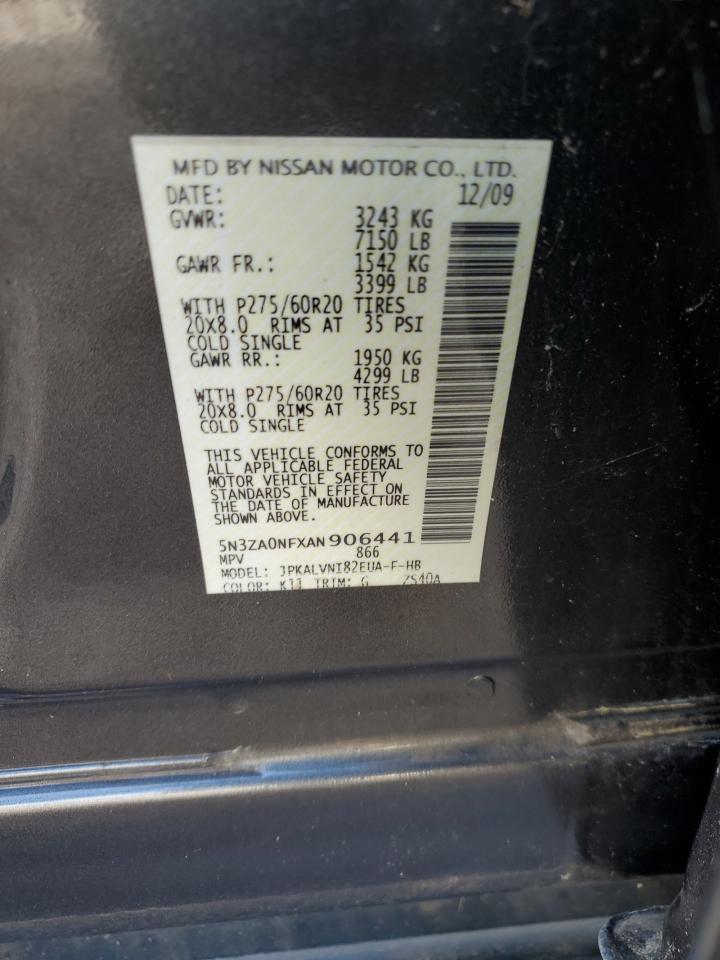 MFD BY NISSAN MOTOR CO., LTD.
DATE: 12/09
GVWR: 3243 KG
7150 LB
GAWR FR.: 1542 KG
3399 LB
WITH P275/60R20 TIRES
20X8.0 RIMS AT 35 PSI
COLD SINGLE
GAWR RR.: 1950 KG
4299 LB
WITH P275/60R20 TIRES
20X8.0 RIMS AT 35 PSI
COLD SINGLE
THIS VEHICLE CONFORMS TO
ALL APPLICABLE FEDERAL
MOTOR VEHICLE SAFETY
STANDARDS IN EFFECT ON
THE DATE OF MANUFACTURE
SHOWN ABOVE.
5N3ZA0NFXAN906441
MPV 866
MODEL: JPKALVNI82EUA-F-HB
COLOR: K11 TRIM: G ZS40A